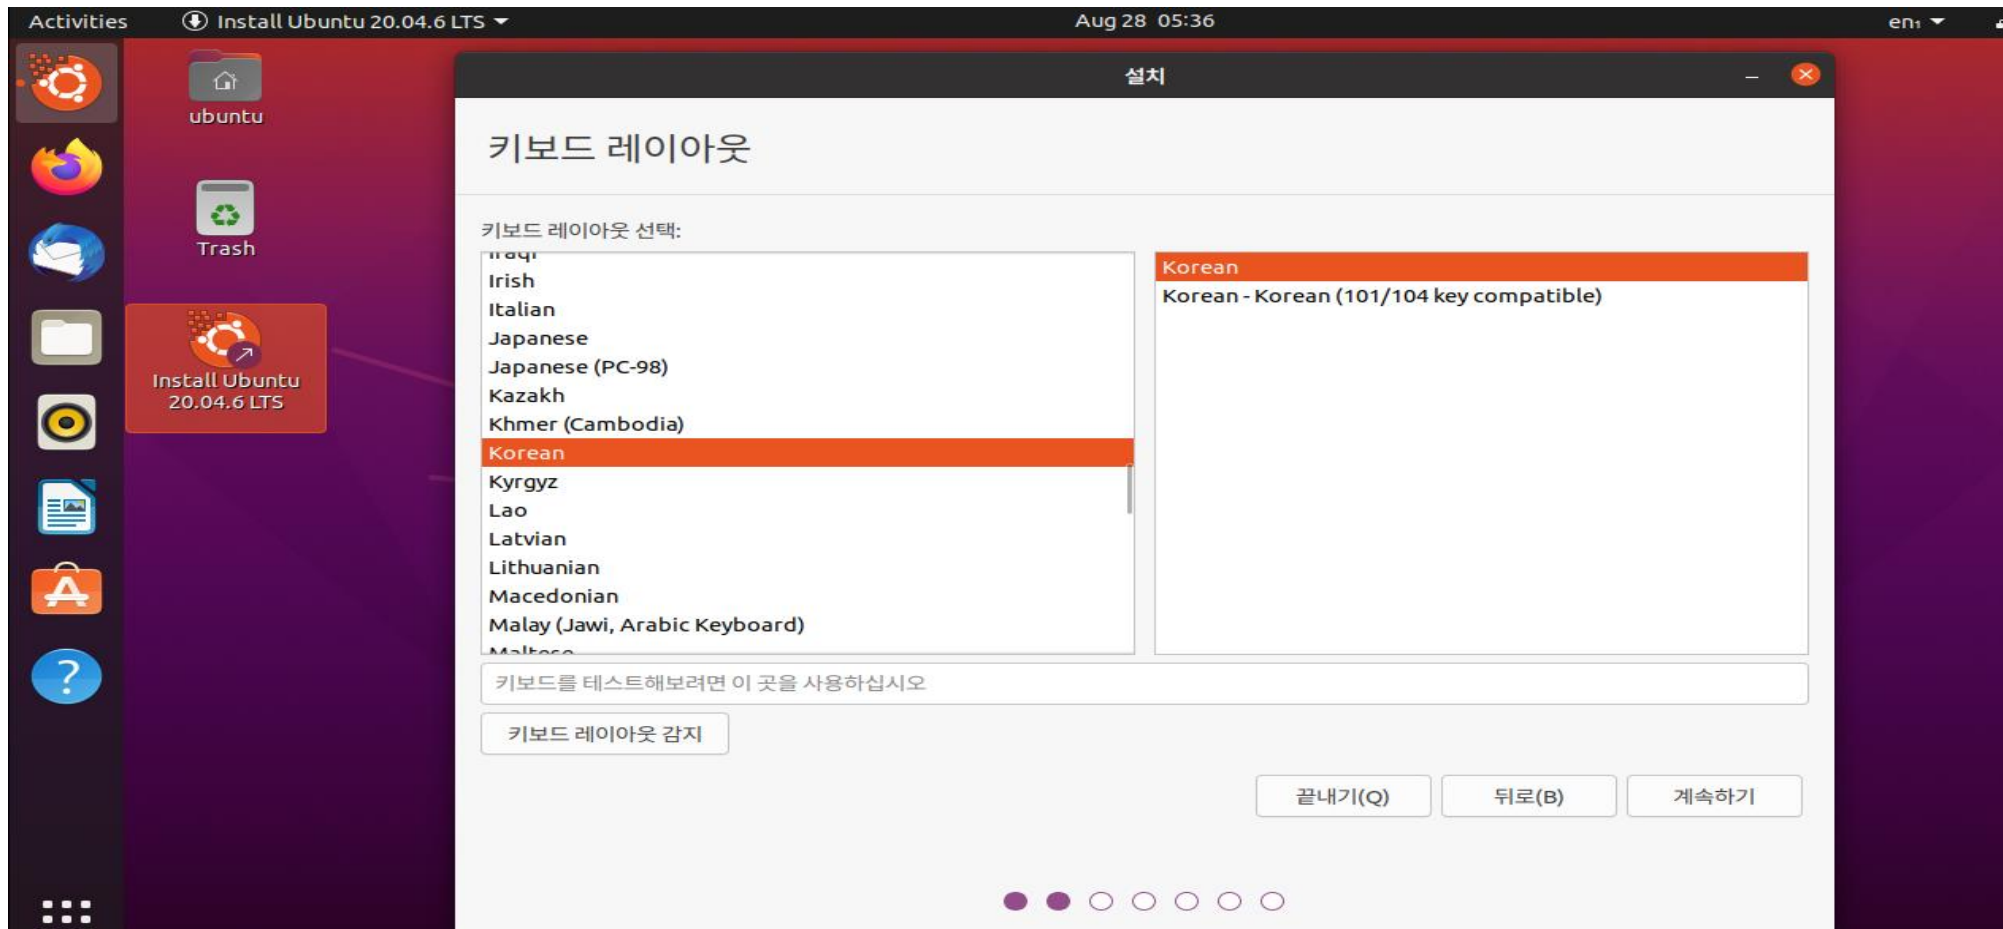 Activities
Install Ubuntu 20.04.6 LTS
Aug 28 05:36
en₁
ubuntu
Trash
Install Ubuntu
20.04.6 LTS
설치
키보드 레이아웃
키보드 레이아웃 선택:
Iraqi
Irish
Italian
Japanese
Japanese (PC-98)
Kazakh
Khmer (Cambodia)
Korean
Kyrgyz
Lao
Latvian
Lithuanian
Macedonian
Malay (Jawi, Arabic Keyboard)
Maltese
Korean
Korean - Korean (101/104 key compatible)
키보드를 테스트해보려면 이 곳을 사용하십시오
키보드 레이아웃 감지
끝내기(Q)
뒤로(B)
계속하기